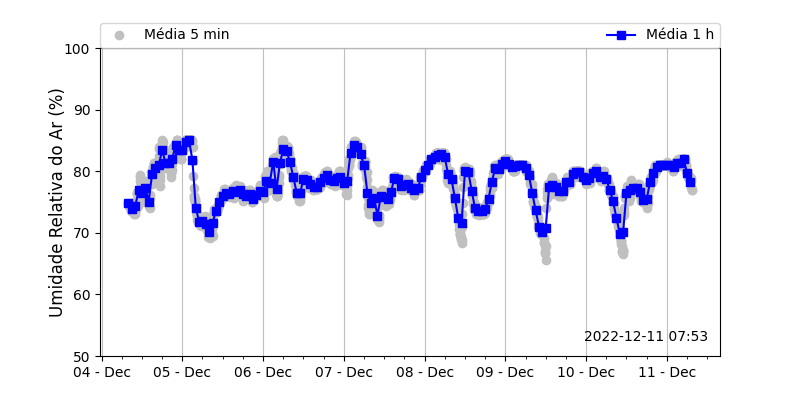 Média 5 min
Média 1 h
Umidade Relativa do Ar (%)
100
90
80
70
60
50
2022-12-11 07:53
04 - Dec
05 - Dec
06 - Dec
07 - Dec
08 - Dec
09 - Dec
10 - Dec
11 - Dec